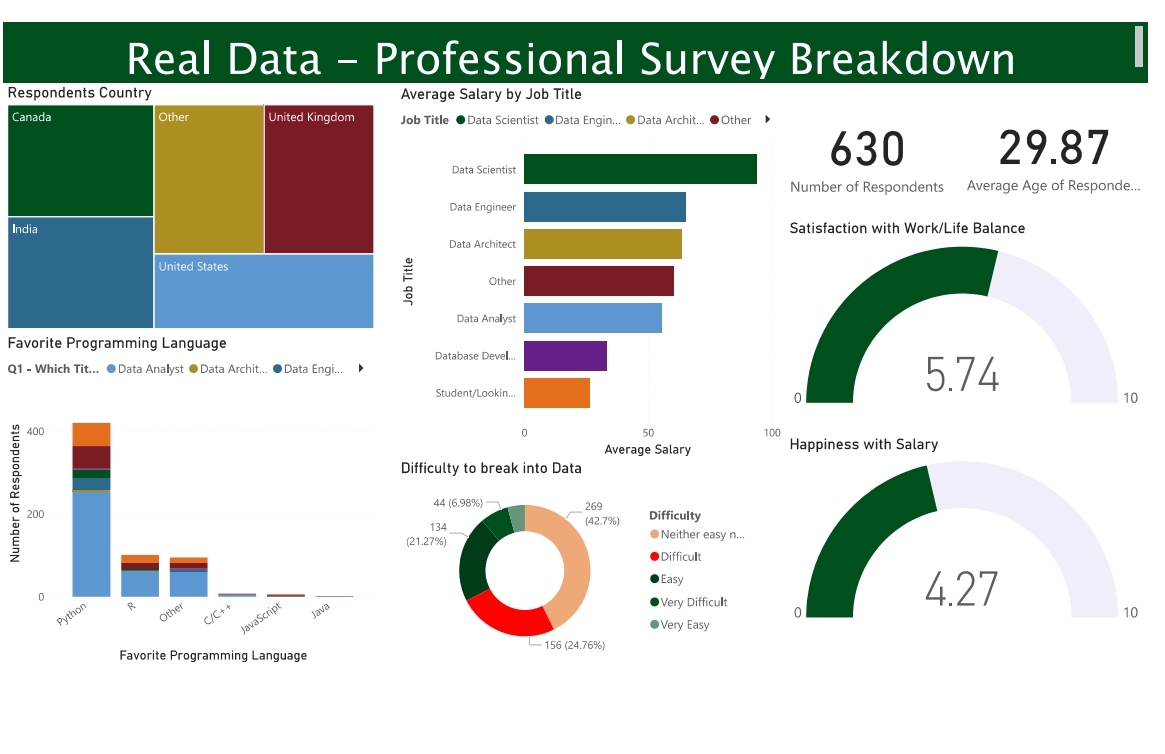 Real Data – Professional Survey Breakdown
Respondents Country
Canada
Other
United Kingdom
India
United States
Favorite Programming Language
Q1 - Which Tit... Data Analyst Data Archit... Data Engi...
Number of Respondents
400
200
0
Python
R
Other
C/C++
JavaScript
Java
Favorite Programming Language
Average Salary by Job Title
Job Title Data Scientist Data Engin... Data Archit... Other
Job Title
Data Scientist
Data Engineer
Data Architect
Other
Data Analyst
Database Devel...
Student/Lookin...
0 50 100
Average Salary
Difficulty to break into Data
44 (6.98%)
269
(42.7%)
134
(21.27%)
156 (24.76%)
Difficulty
Neither easy n...
Difficult
Easy
Very Difficult
Very Easy
630
Number of Respondents
29.87
Average Age of Responde...
Satisfaction with Work/Life Balance
5.74
0 10
Happiness with Salary
4.27
0 10